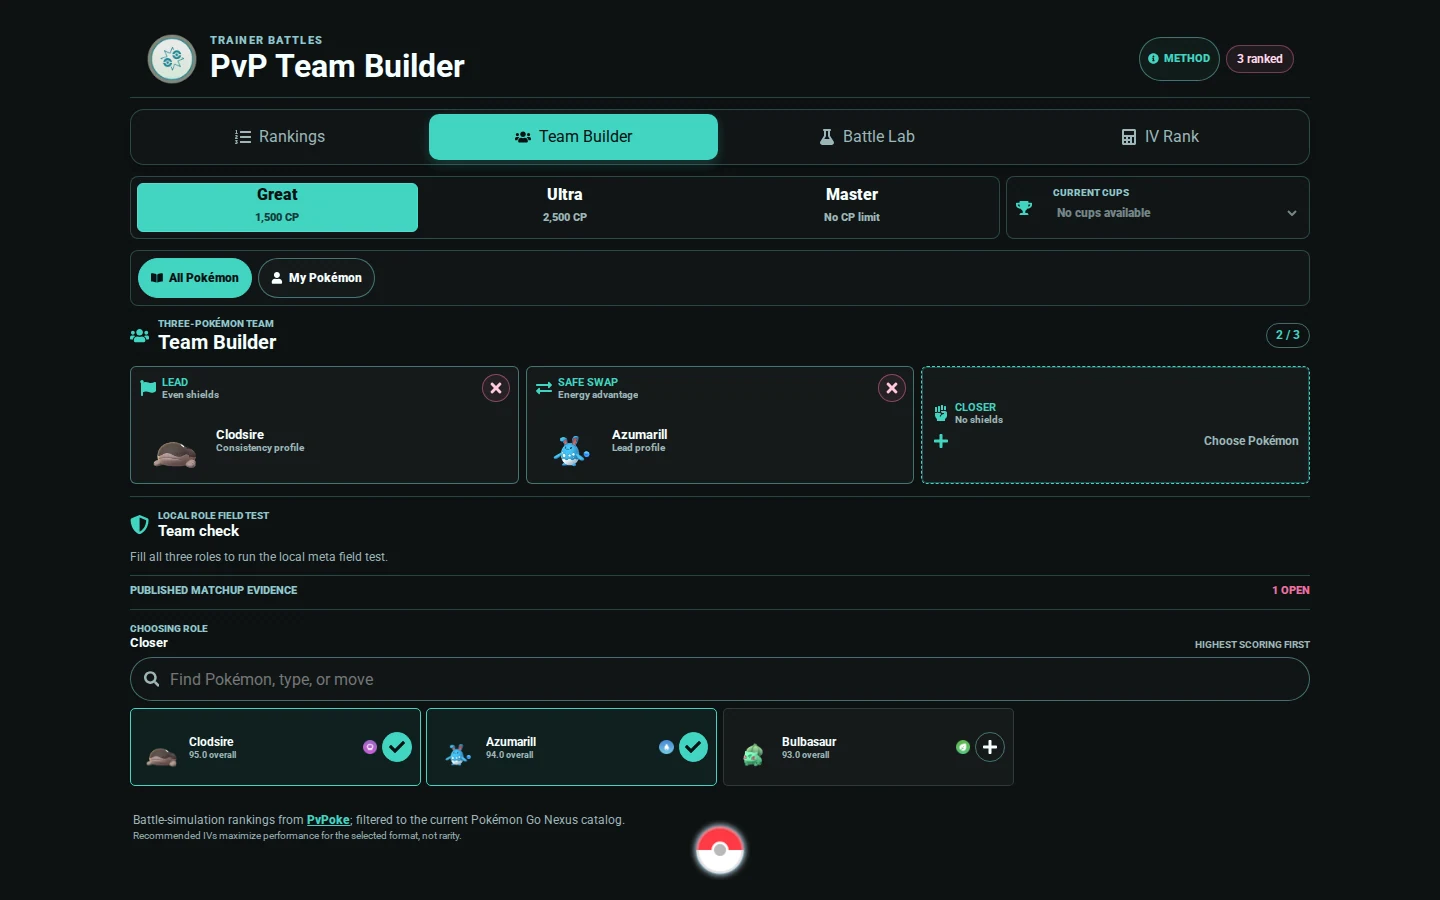 TRAINER BATTLES
PvP Team Builder
METHOD
3 ranked
Rankings
Team Builder
Battle Lab
IV Rank
Great
1,500 CP
Ultra
2,500 CP
Master
No CP limit
CURRENT CUPS
No cups available
All Pokémon
My Pokémon
THREE-POKÉMON TEAM
Team Builder
2 / 3
LEAD
Even shields
Clodsire
Consistency profile
SAFE SWAP
Energy advantage
Azumarill
Lead profile
CLOSER
No shields
Choose Pokémon
LOCAL ROLE FIELD TEST
Team check
Fill all three roles to run the local meta field test.
PUBLISHED MATCHUP EVIDENCE
1 OPEN
CHOOSING ROLE
Closer
HIGHEST SCORING FIRST
Find Pokémon, type, or move
Clodsire
95.0 overall
Azumarill
94.0 overall
Bulbasaur
93.0 overall
Battle-simulation rankings from PvPoke; filtered to the current Pokémon Go Nexus catalog.
Recommended IVs maximize performance for the selected format, not rarity.